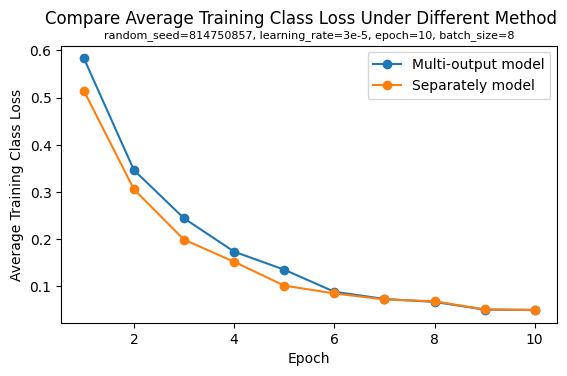 Compare Average Training Class Loss Under Different Method
random_seed=814750857, learning_rate=3e-5, epoch=10, batch_size=8
Multi-output model
Separately model
Average Training Class Loss
0.6
0.5
0.4
0.3
0.2
0.1
2 4 6 8 10
Epoch